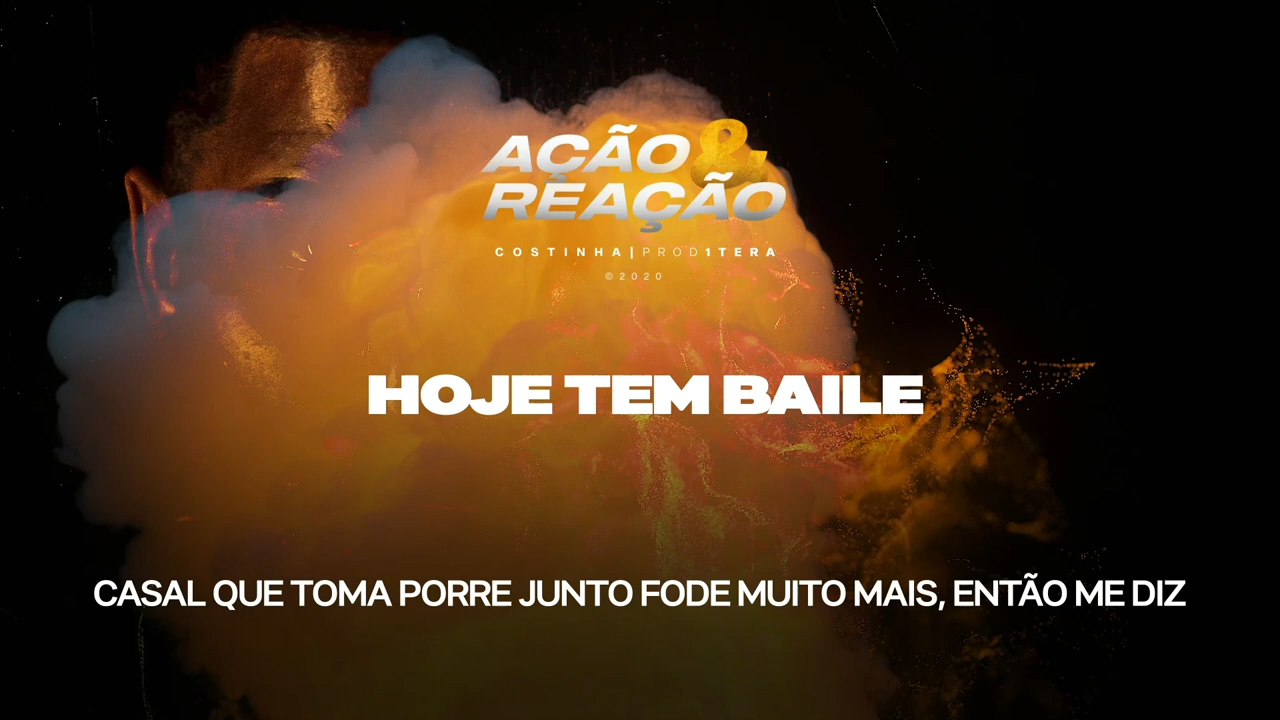 AÇÃO &
REAÇÃO
COSTINHA|PROD1TERA
©2020
HOJE TEM BAILE
CASAL QUE TOMA PORRE JUNTO FODE MUITO MAIS, ENTÃO ME DIZ